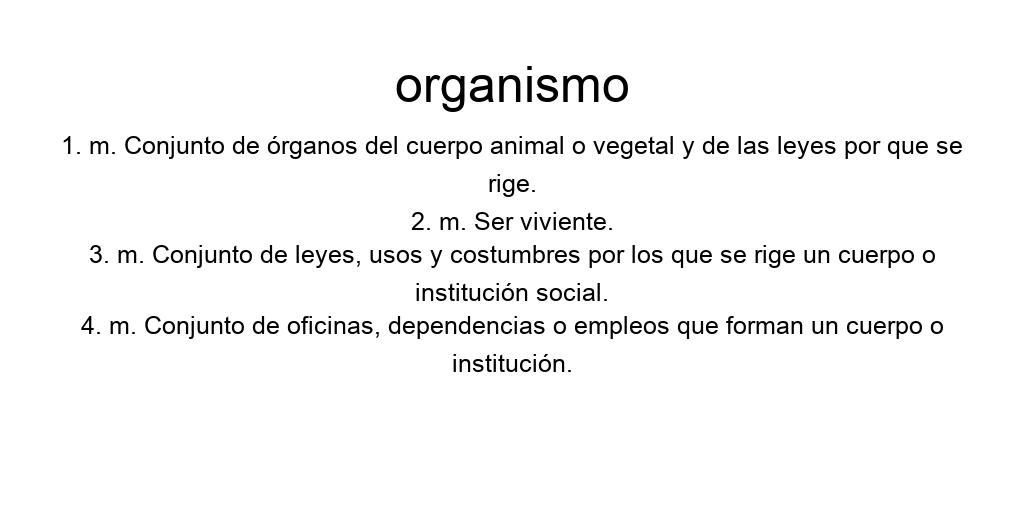 organismo
1. m. Conjunto de órganos del cuerpo animal o vegetal y de las leyes por que se
rige.
2. m. Ser viviente.
3. m. Conjunto de leyes, usos y costumbres por los que se rige un cuerpo o
institución social.
4. m. Conjunto de oficinas, dependencias o empleos que forman un cuerpo o
institución.